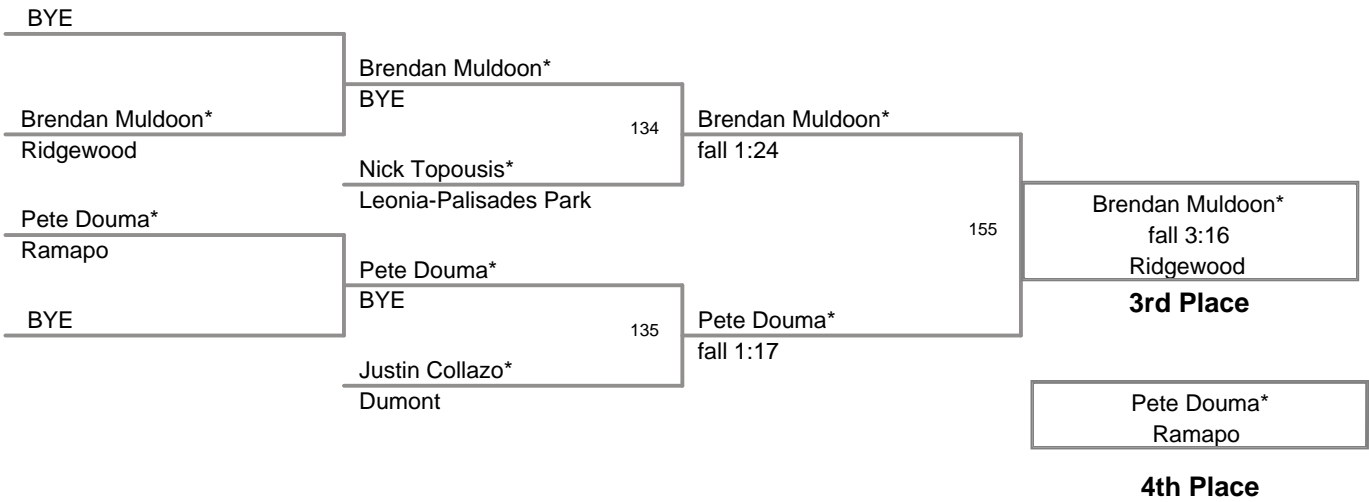 BYE
Brendan Muldoon*
Ridgewood
Pete Douma*
Ramapo
BYE
Brendan Muldoon*
BYE
134
Nick Topousis*
Leonia-Palisades Park
Pete Douma*
BYE
135
Justin Collazo*
Dumont
Brendan Muldoon*
fall 1:24
155
Pete Douma*
fall 1:17
Brendan Muldoon*
fall 3:16
Ridgewood
3rd Place
Pete Douma*
Ramapo
4th Place